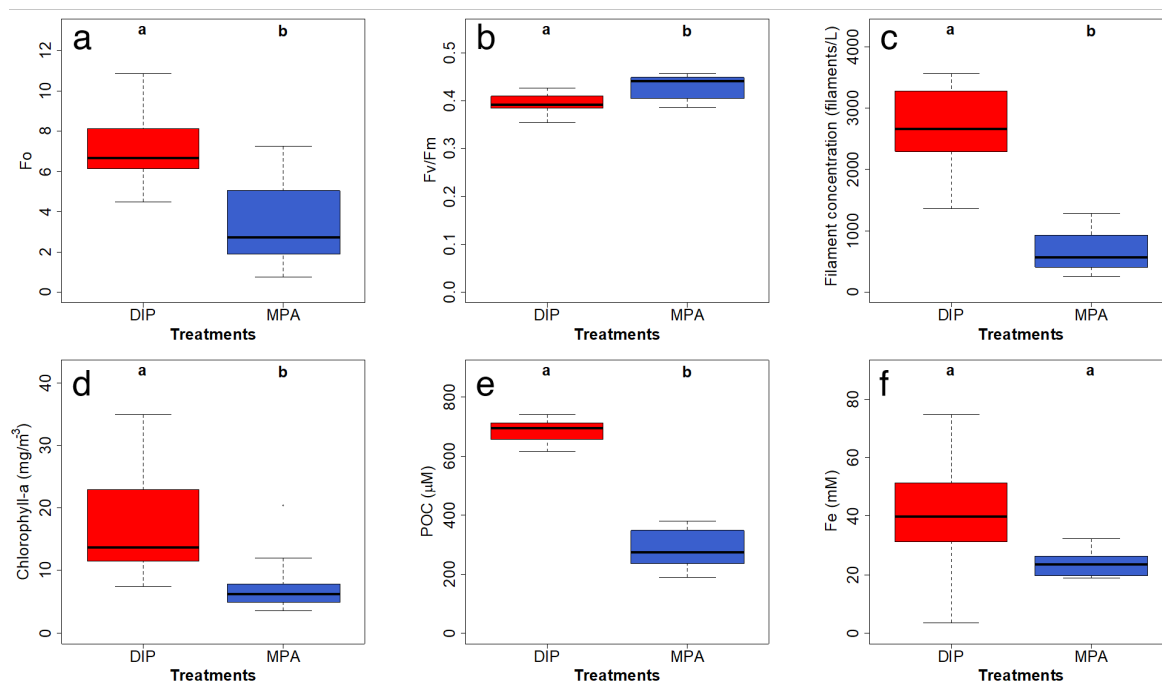 a
a
b
Fo
12
10
8
6
4
2
0
DIP
MPA
Treatments
b
a
b
Fv/Fm
0.5
0.4
0.3
0.2
0.1
0.0
DIP
MPA
Treatments
c
a
b
Filament concentration (filaments/L)
4000
3000
2000
1000
0
DIP
MPA
Treatments
d
a
b
Chlorophyll-a (mg/m³)
40
30
20
10
0
DIP
MPA
Treatments
e
a
b
POC (μM)
800
600
400
200
0
DIP
MPA
Treatments
f
a
a
Fe (mM)
80
60
40
20
0
DIP
MPA
Treatments